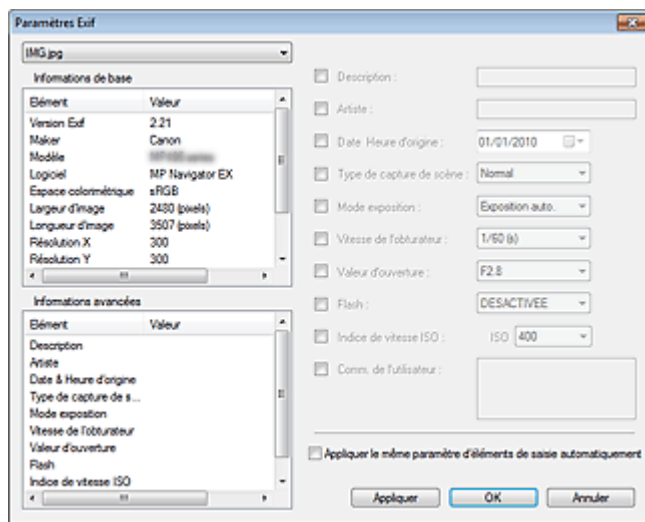 Paramètres Exif
IMG.jpg
Informations de base
Elément Valeur
Version Exif 2.21
Maker Canon
Modèle
Logiciel MP Navigator EX
Espace colorimétrique sRGB
Largeur d'image 2480 (pixels)
Longueur d'image 3507 (pixels)
Résolution X 300
Résolution Y 300
Informations avancées
Elément Valeur
Description
Artiste
Date & Heure d'origine
Type de capture de s...
Mode exposition
Vitesse de l'obturateur
Valeur d'ouverture
Flash
Indice de vitesse ISO
Description :
Artiste :
Date Heure d'origine : 01/01/2010
Type de capture de scène : Normal
Mode exposition : Exposition auto.
Vitesse de l'obturateur : 1/60 (s)
Valeur d'ouverture : F2.8
Flash : DESACTIVEE
Indice de vitesse ISO : ISO 400
Comm. de l'utilisateur :
Appliquer le même paramètre d'éléments de saisie automatiquement
Appliquer OK Annuler